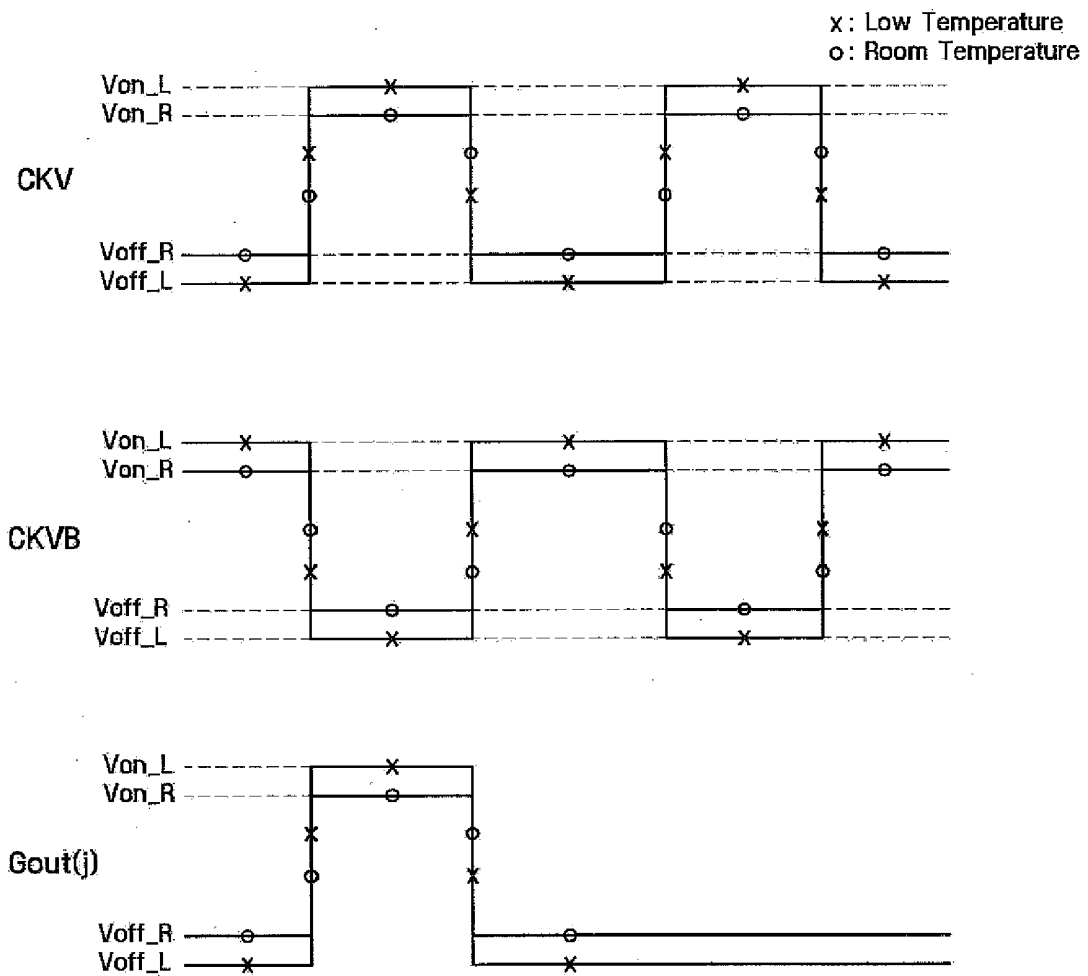 x: Low Temperature
o: Room Temperature
Von_L
Von_R
CKV
Voff_R
Voff_L
Von_L
Von_R
CKVB
Voff_R
Voff_L
Von_L
Von_R
Gout(j)
Voff_R
Voff_L